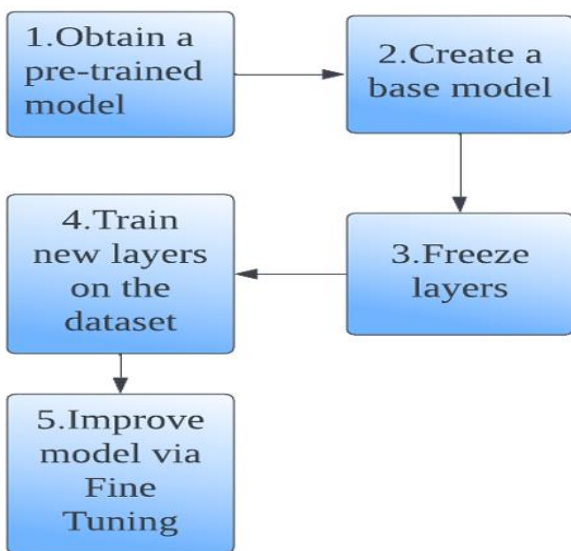 1.Obtain a
pre-trained
model
2.Create a
base model
3.Freeze
layers
4.Train
new layers
on the
dataset
5.Improve
model via
Fine
Tuning